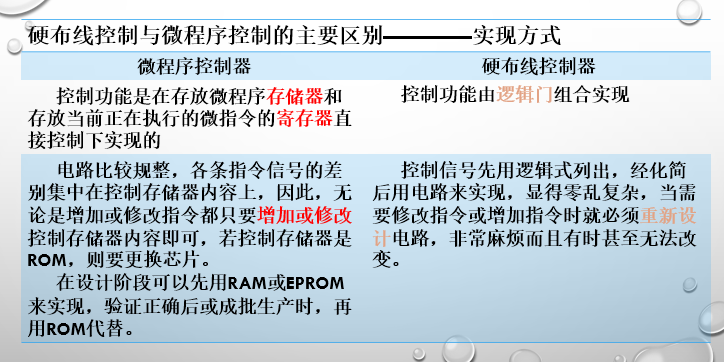 硬布线控制与微程序控制的主要区别————实现方式
微程序控制器
硬布线控制器
控制功能是在存放微程序存储器和
存放当前正在执行的微指令的寄存器直
接控制下实现的
控制功能由逻辑门组合实现
电路比较规整，各条指令信号的差
别集中在控制存储器内容上，因此，无
论是增加或修改指令都只要增加或修改
控制存储器内容即可，若控制存储器是
ROM，则要更换芯片。
在设计阶段可以先用RAM或EPROM
来实现，验证正确后或成批生产时，再
用ROM代替。
控制信号先用逻辑式列出，经化简
后用电路来实现，显得零乱复杂，当需
要修改指令或增加指令时就必须重新设
计电路，非常麻烦而且有时甚至无法改
变。